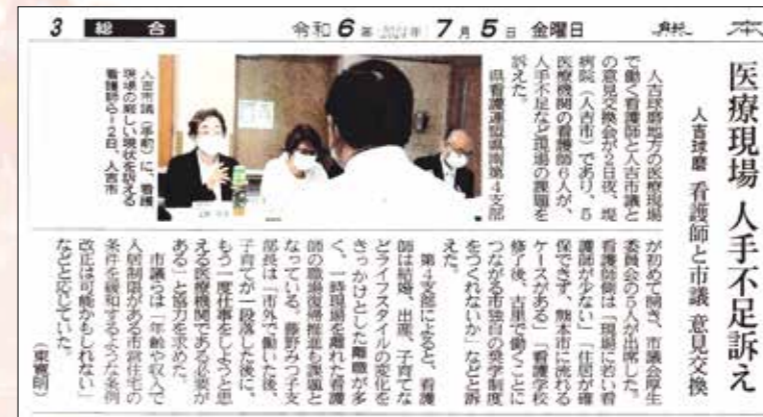 3 総合 令和6年(2024年)7月5日 金曜日
医療現場 人手不足訴え
人吉球磨 看護師と市議 意見交換
人吉球磨地方の医療現場
で働く看護師と人吉市議と
の意見交換会が2日夜、堤
病院(人吉市)であり、5
医療機関の看護師6人が、
人手不足など現場の課題を
訴えた。
県看護連盟県南第4支部
が初めて開き、市議会厚生
委員会の5人が出席した。
看護師側は「現場に若い看
護師が少ない」「住居が確
保できず、熊本市に流れる
ケースがある」「看護学校
修了後、古里で働くことに
つながる市独自の奨学制度
をつくれないか」などと訴
えた。
第4支部によると、看護
師は結婚、出産、子育てな
どライフスタイルの変化を
きっかけとした離職が多
く、一時現場を離れた看護
師の職場復帰推進も課題と
なっている。藤野みつ子支
部長は「市外で働いた後、
子育てが一段落した後に、
もう一度仕事をしようと思
える医療機関である必要が
ある」と協力を求めた。
市議らは「年齢や収入で
入居制限がある市営住宅の
条件を緩和するような条例
改正は可能かもしれない」
などと応じていた。
(東寛明)
人吉市議(手前)に、看護
現場の厳しい現状を訴える
看護師ら=2日、人吉市